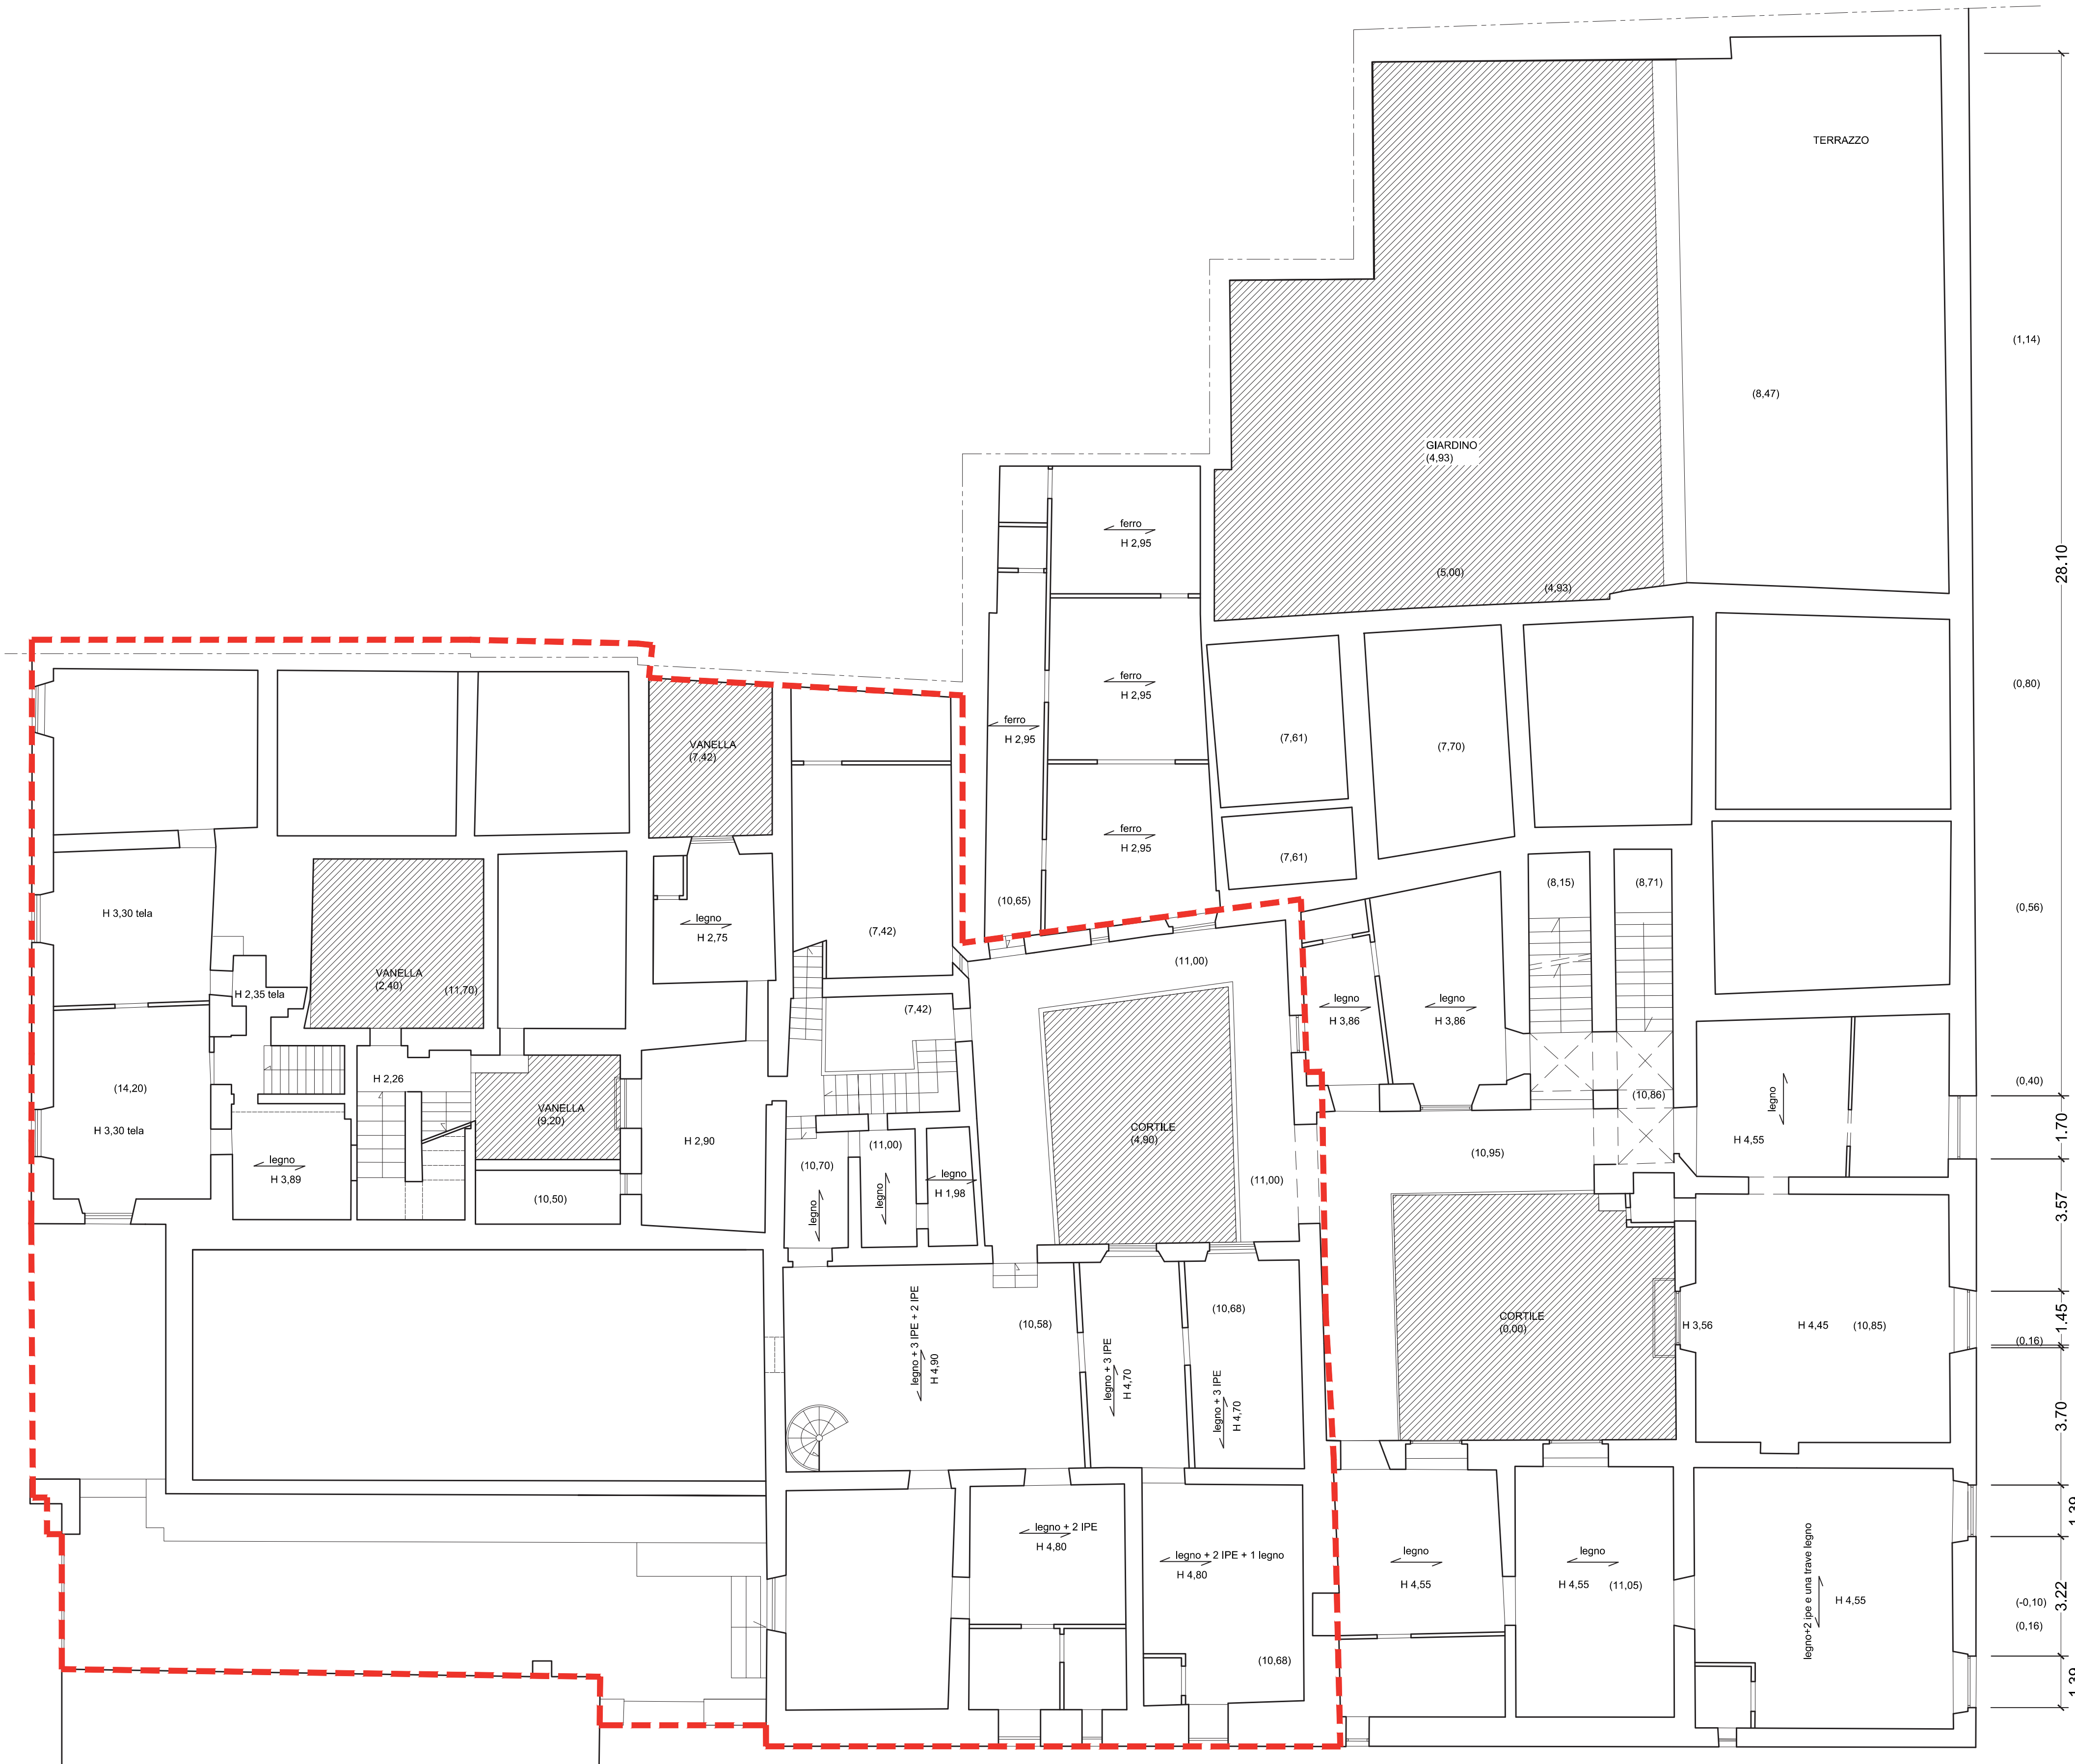 TERRAZZO
(1,14)
(8,47)
GIARDINO
(4,93)
ferro
H 2,95
28.10
(5,00)
(4,93)
ferro
H 2,95
(0,80)
ferro
H 2,95
VANELLA
(7,42)
(7,61)
(7,70)
ferro
H 2,95
(7,61)
(8,15)
(8,71)
(10,65)
(0,56)
H 3,30 tela
legno
H 2,75
(7,42)
(11,00)
VANELLA
(2,40)
(11,70)
H 2,35 tela
(7,42)
legno
H 3,86
legno
H 3,86
H 2,26
(14,20)
(0,40)
(10,86)
legno
VANELLA
(9,20)
CORTILE
(4,90)
H 3,30 tela
H 2,90
(11,00)
H 4,55
1.70
legno
H 3,89
(10,70)
(10,95)
legno
H 1,98
(11,00)
legno
legno
(10,50)
3.57
(10,68)
legno + 3 IPE + 2 IPE
H 4,90
(10,58)
CORTILE
(0,00)
H 3,56
H 4,45
(10,85)
1.45
(0,16)
legno + 3 IPE
H 4,70
legno + 3 IPE
H 4,70
3.70
1.39
legno + 2 IPE
H 4,80
legno + 2 IPE + 1 legno
H 4,80
legno
H 4,55
legno
H 4,55
(11,05)
legno+2 ipe e una trave legno
H 4,55
(-0,10)
3.22
(0,16)
(10,68)
1.39